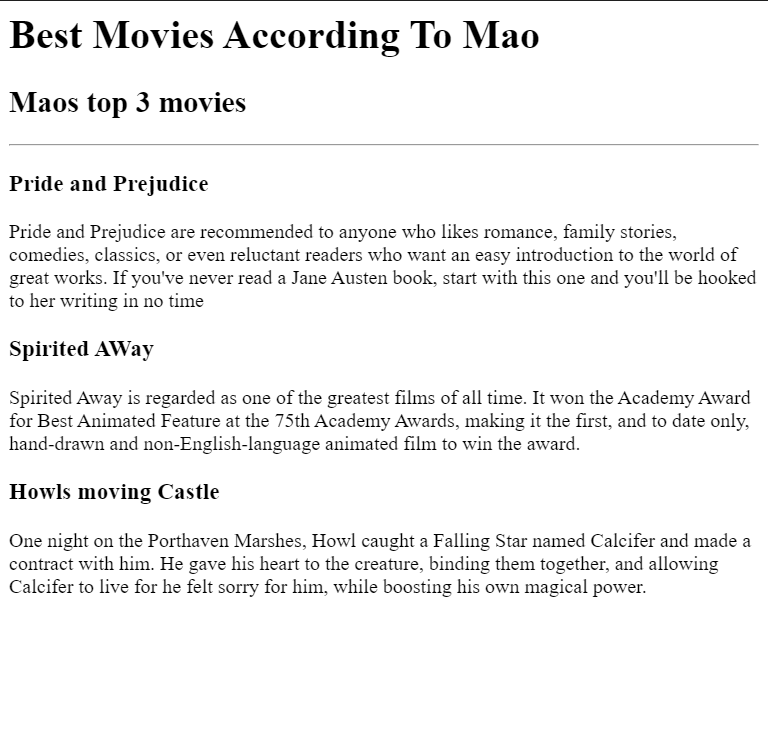 Best Movies According To Mao
Maos top 3 movies
Pride and Prejudice
Pride and Prejudice are recommended to anyone who likes romance, family stories,
comedies, classics, or even reluctant readers who want an easy introduction to the world of
great works. If you've never read a Jane Austen book, start with this one and you'll be hooked
to her writing in no time
Spirited AWay
Spirited Away is regarded as one of the greatest films of all time. It won the Academy Award
for Best Animated Feature at the 75th Academy Awards, making it the first, and to date only,
hand-drawn and non-English-language animated film to win the award.
Howls moving Castle
One night on the Porthaven Marshes, Howl caught a Falling Star named Calcifer and made a
contract with him. He gave his heart to the creature, binding them together, and allowing
Calcifer to live for he felt sorry for him, while boosting his own magical power.